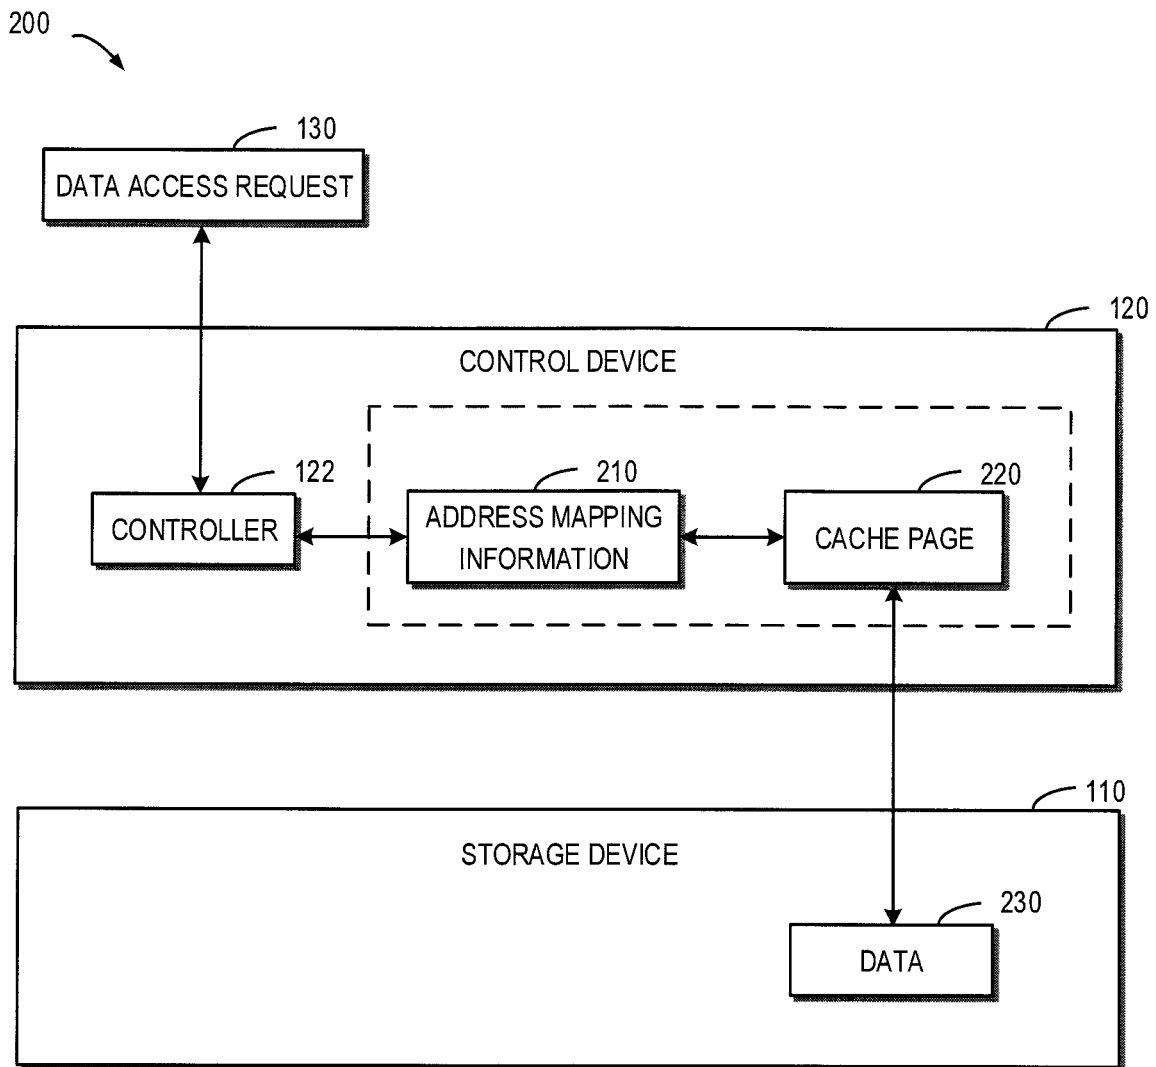 200
130
DATA ACCESS REQUEST
120
CONTROL DEVICE
122
CONTROLLER
210
ADDRESS MAPPING
INFORMATION
220
CACHE PAGE
110
STORAGE DEVICE
230
DATA